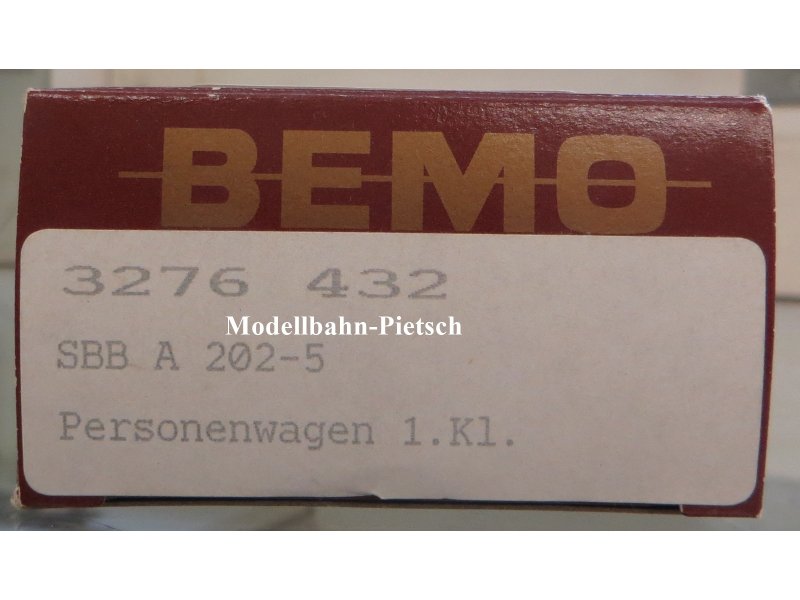 BEMO
3276 432
Modellbahn-Pietsch
SBB A 202-5
Personenwagen 1.Kl.